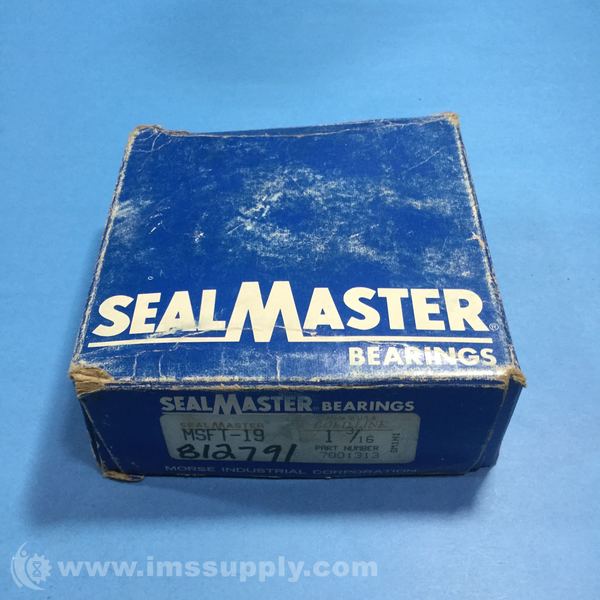 SEALMASTER®
BEARINGS
SEALMASTER BEARINGS
SEALMASTER
GOLDLINE
MSFT-19
1 3/16
812791
PART NUMBER
7001313
MORSE INDUSTRIAL CORPORATION
www.imssupply.com